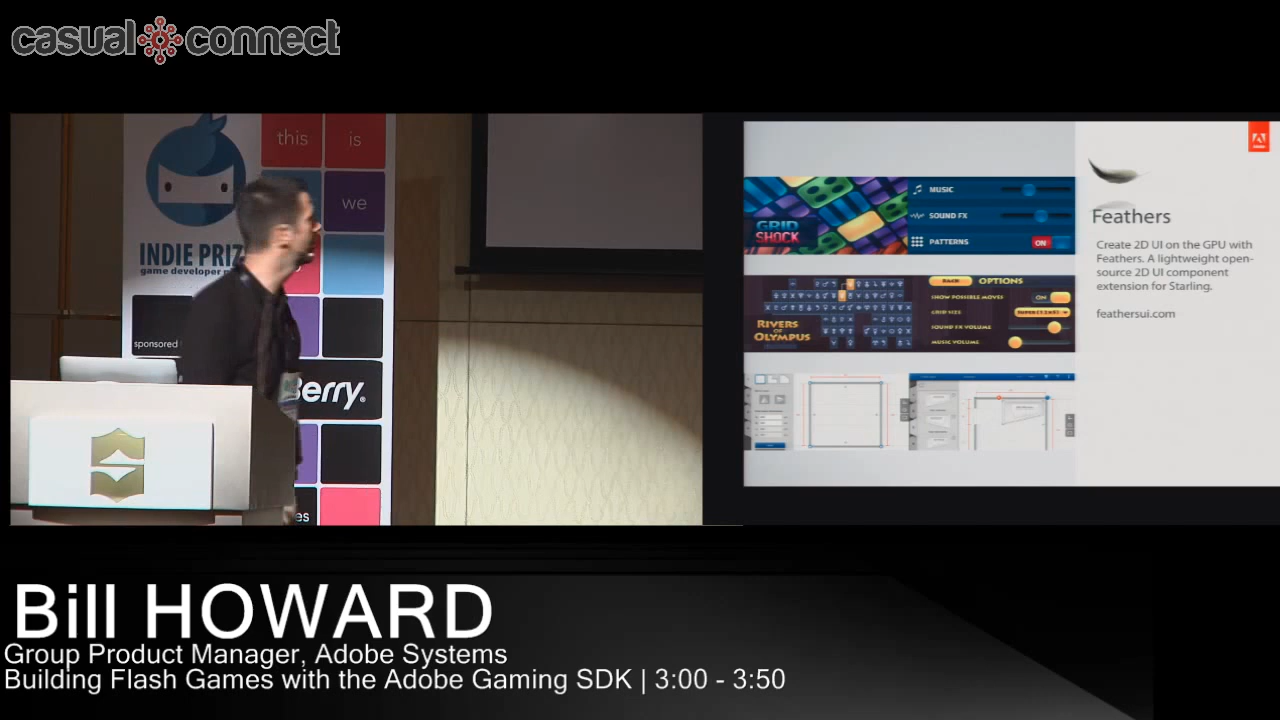 casual connect
this is
we
INDIE PRIZ
game developer
sponsored
Berry.
es
GRID
SHOCK
MUSIC
SOUND FX
PATTERNS
ON
RIVERS
OF
OLYMPUS
BACK OPTIONS
SHOW POSSIBLE MOVES
ON
GRID SIZE
SOUND FX VOLUME
MUSIC VOLUME
Adobe
Feathers
Create 2D UI on the GPU with
Feathers. A lightweight open-
source 2D UI component
extension for Starling.
feathersui.com
Bill HOWARD
Group Product Manager, Adobe Systems
Building Flash Games with the Adobe Gaming SDK | 3:00 - 3:50